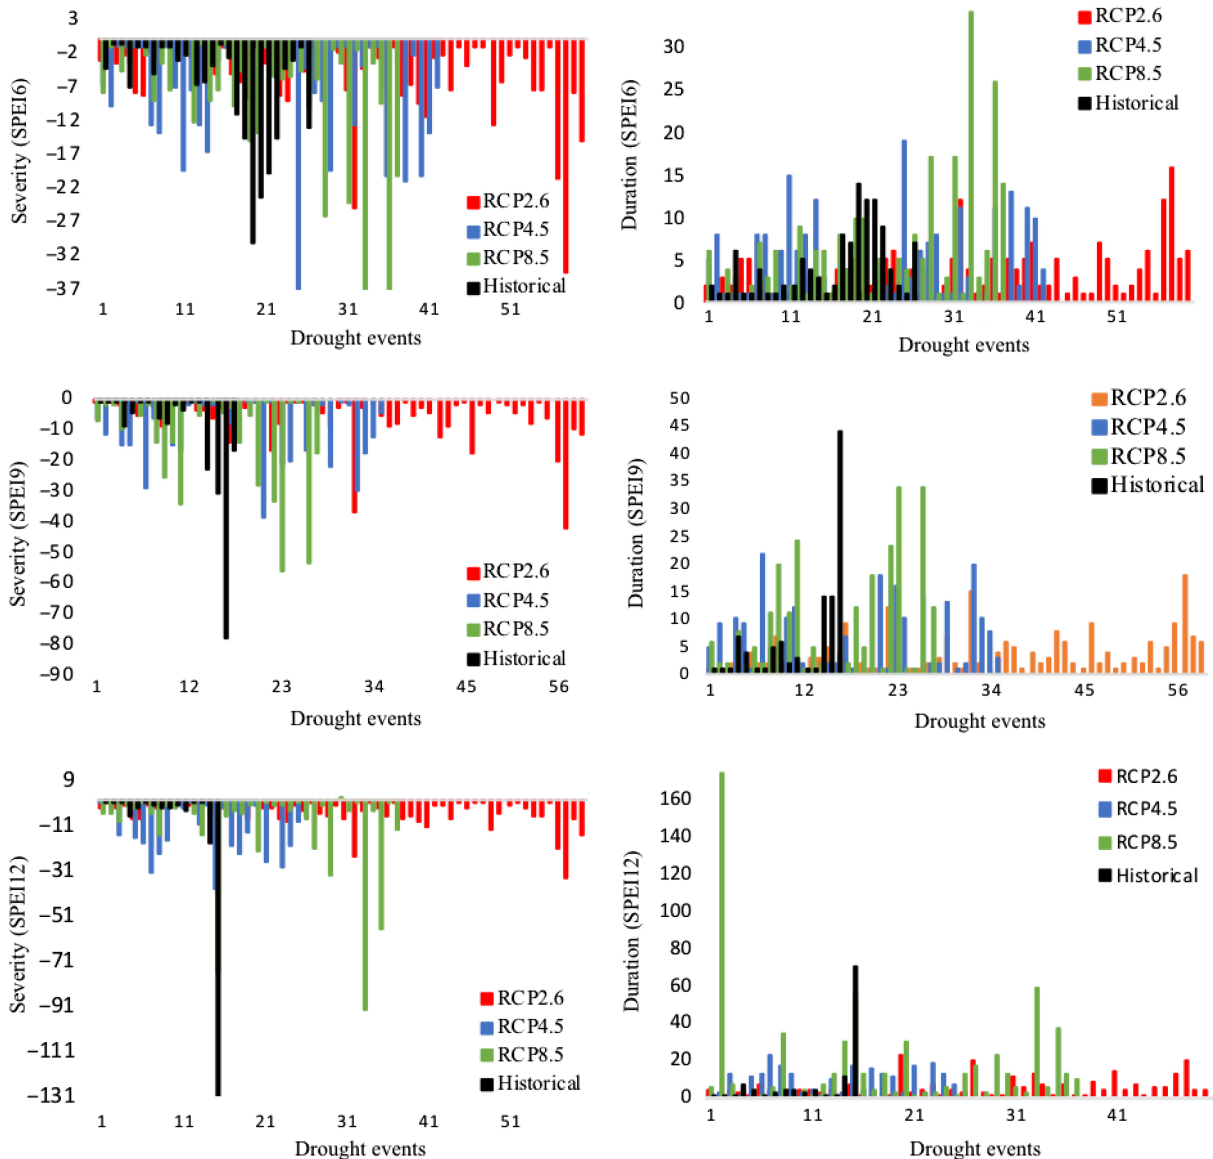 3
−2
−7
−12
−17
−22
−27
−32
−37
Severity (SPEI6)
RCP2.6
RCP4.5
RCP8.5
Historical
1 11 21 31 41 51
Drought events
30
25
20
15
10
5
0
Duration (SPEI6)
RCP2.6
RCP4.5
RCP8.5
Historical
1 11 21 31 41 51
Drought events
0
−10
−20
−30
−40
−50
−60
−70
−80
−90
Severity (SPEI9)
RCP2.6
RCP4.5
RCP8.5
Historical
1 12 23 34 45 56
Drought events
50
45
40
35
30
25
20
15
10
5
0
Duration (SPEI9)
RCP2.6
RCP4.5
RCP8.5
Historical
1 12 23 34 45 56
Drought events
9
−11
−31
−51
−71
−91
−111
−131
Severity (SPEI12)
RCP2.6
RCP4.5
RCP8.5
Historical
1 11 21 31 41 51
Drought events
160
140
120
100
80
60
40
20
0
Duration (SPEI12)
RCP2.6
RCP4.5
RCP8.5
Historical
1 11 21 31 41
Drought events